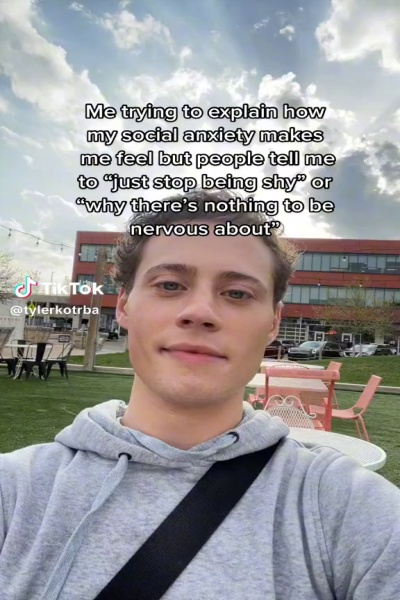 Me trying to explain how
my social anxiety makes
me feel but people tell me
to “just stop being shy” or
“why there’s nothing to be
nervous about”
TikTok
@tylerkotrba